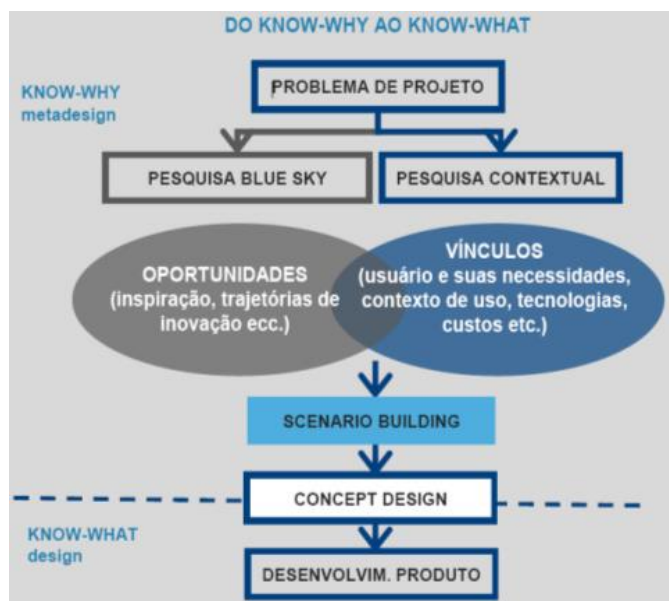 DO KNOW-WHY AO KNOW-WHAT
KNOW-WHY
metadesign
PROBLEMA DE PROJETO
PESQUISA BLUE SKY
PESQUISA CONTEXTUAL
OPORTUNIDADES
(inspiração, trajetórias de
inovação ecc.)
VÍNCULOS
(usuário e suas necessidades,
contexto de uso, tecnologias,
custos etc.)
SCENARIO BUILDING
CONCEPT DESIGN
KNOW-WHAT
design
DESENVOLVIM. PRODUTO